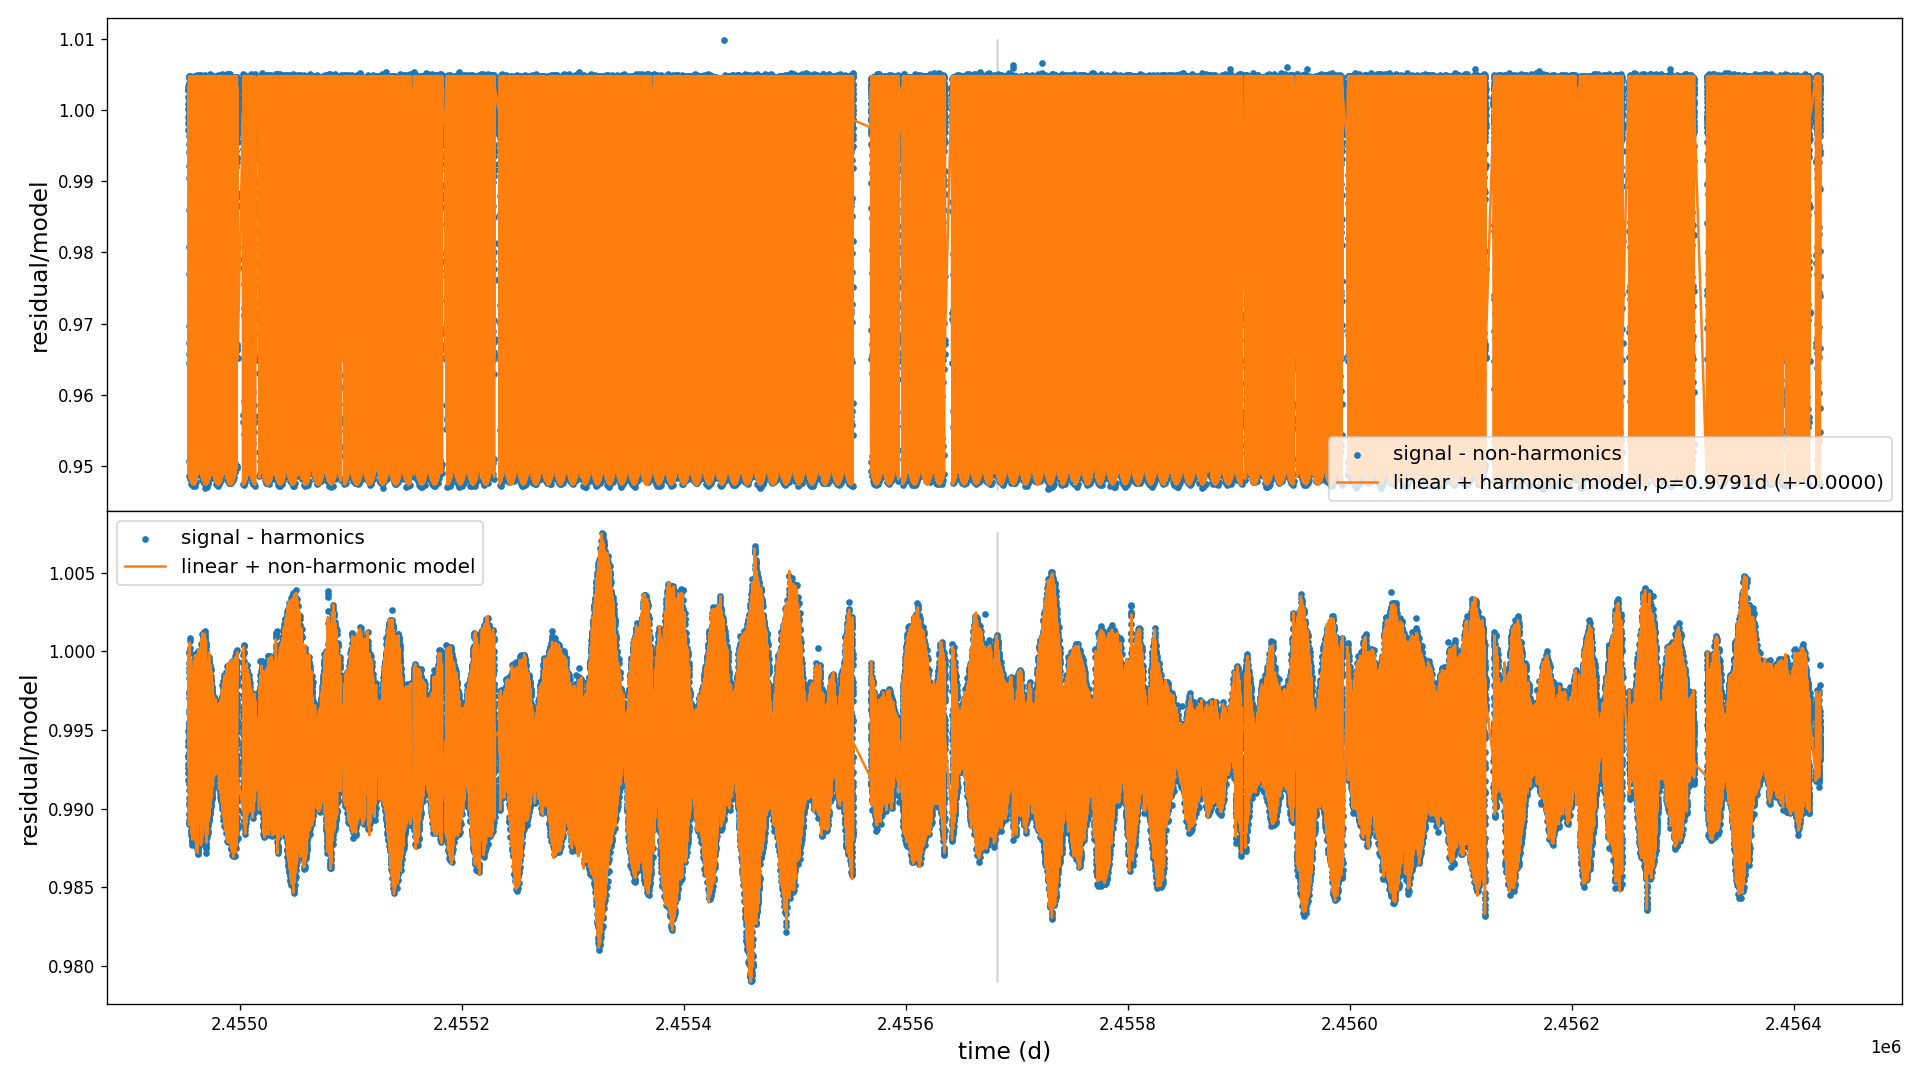 1.01
1.00
0.99
0.98
0.97
0.96
0.95
residual/model
signal - non-harmonics
linear + harmonic model, p=0.9791d (+-0.0000)
signal - harmonics
linear + non-harmonic model
1.005
1.000
0.995
0.990
0.985
0.980
residual/model
2.4550 2.4552 2.4554 2.4556 2.4558 2.4560 2.4562 2.4564
time (d)
1e6